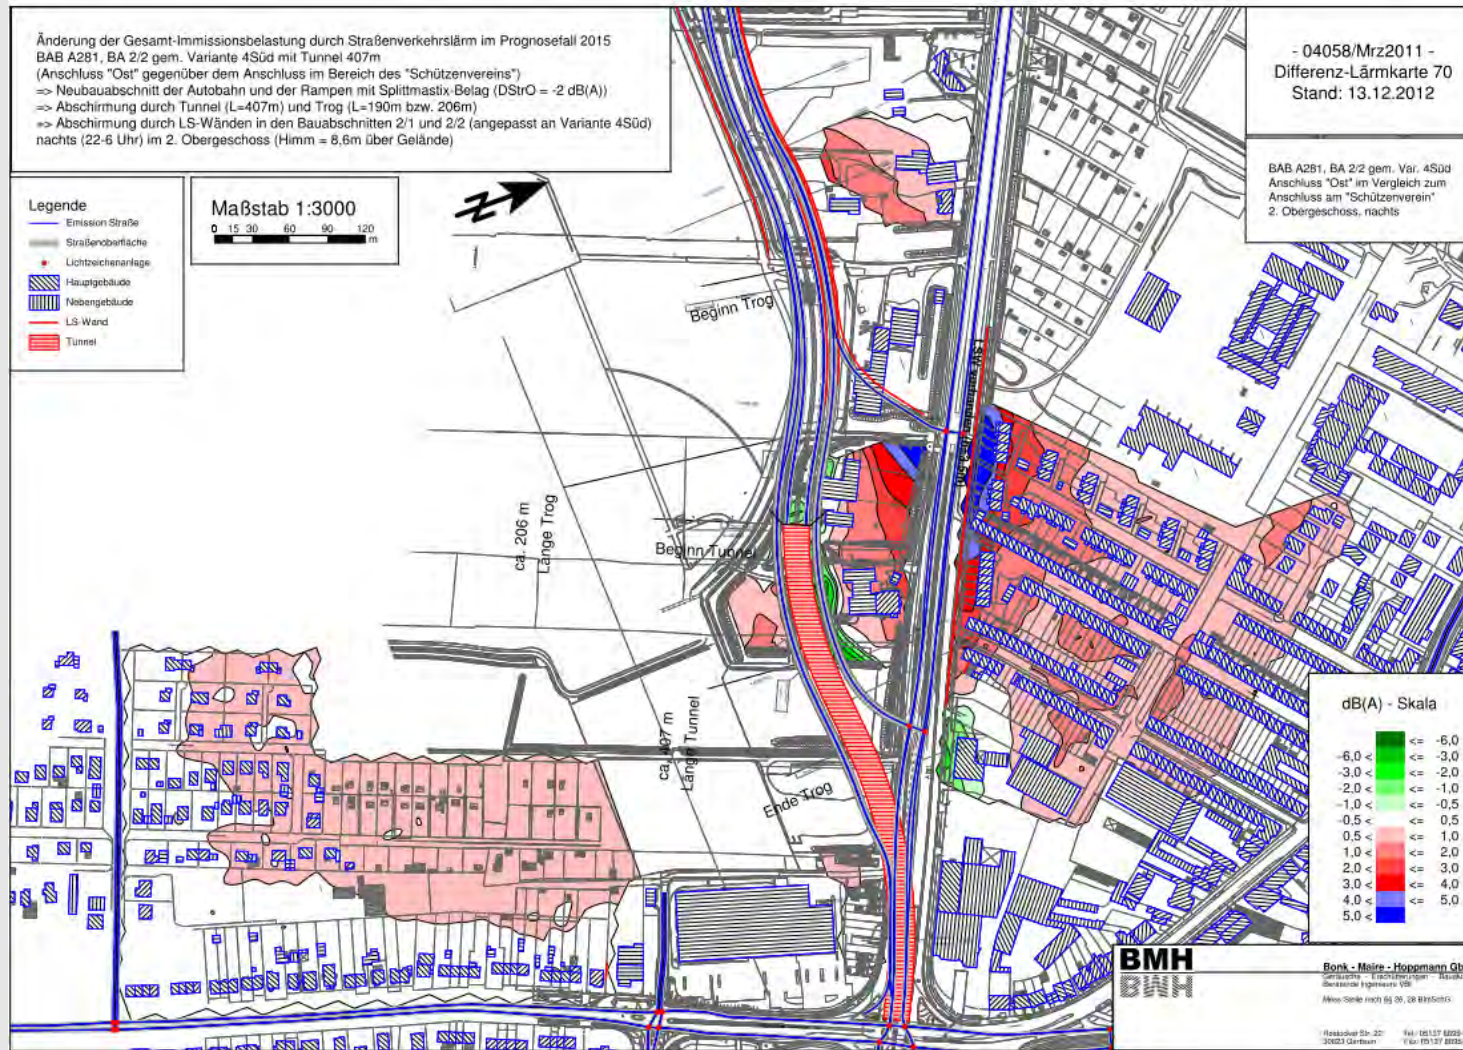 Änderung der Gesamt-Immissionsbelastung durch Straßenverkehrslärm im Prognosefall 2015
BAB A281, BA 2/2 gem. Variante 4Süd mit Tunnel 407m
(Anschluss "Ost" gegenüber dem Anschluss im Bereich des "Schützenvereins")
=> Neubauabschnitt der Autobahn und der Rampen mit Splittmastix-Belag (DStrO = -2 dB(A))
=> Abschirmung durch Tunnel (L=407m) und Trog (L=190m bzw. 206m)
=> Abschirmung durch LS-Wänden in den Bauabschnitten 2/1 und 2/2 (angepasst an Variante 4Süd)
nachts (22-6 Uhr) im 2. Obergeschoss (Himm = 8,6m über Gelände)
- 04058/Mrz2011 -
Differenz-Lärmkarte 70
Stand: 13.12.2012
BAB A281, BA 2/2 gem. Var. 4Süd
Anschluss "Ost" im Vergleich zum
Anschluss am "Schützenverein"
2. Obergeschoss, nachts
Legende
Emission Straße
Straßenoberfläche
Lichtzeichenanlage
Hauptgebäude
Nebengebäude
LS-Wand
Tunnel
Maßstab 1:3000
0 15 30 60 90 120
m
Beginn Trog
LSW vorhanden
ca. 206 m
Länge Trog
Beginn Tunnel
ca. 407 m
Länge Tunnel
Ende Trog
dB(A) - Skala
<= -6,0
-6,0 < <= -3,0
-3,0 < <= -2,0
-2,0 < <= -1,0
-1,0 < <= -0,5
-0,5 < <= 0,5
0,5 < <= 1,0
1,0 < <= 2,0
2,0 < <= 3,0
3,0 < <= 4,0
4,0 < <= 5,0
5,0 <
BMH
BMH
Bonk - Maire - Hoppmann Gb
Beratende Ingenieure VBI